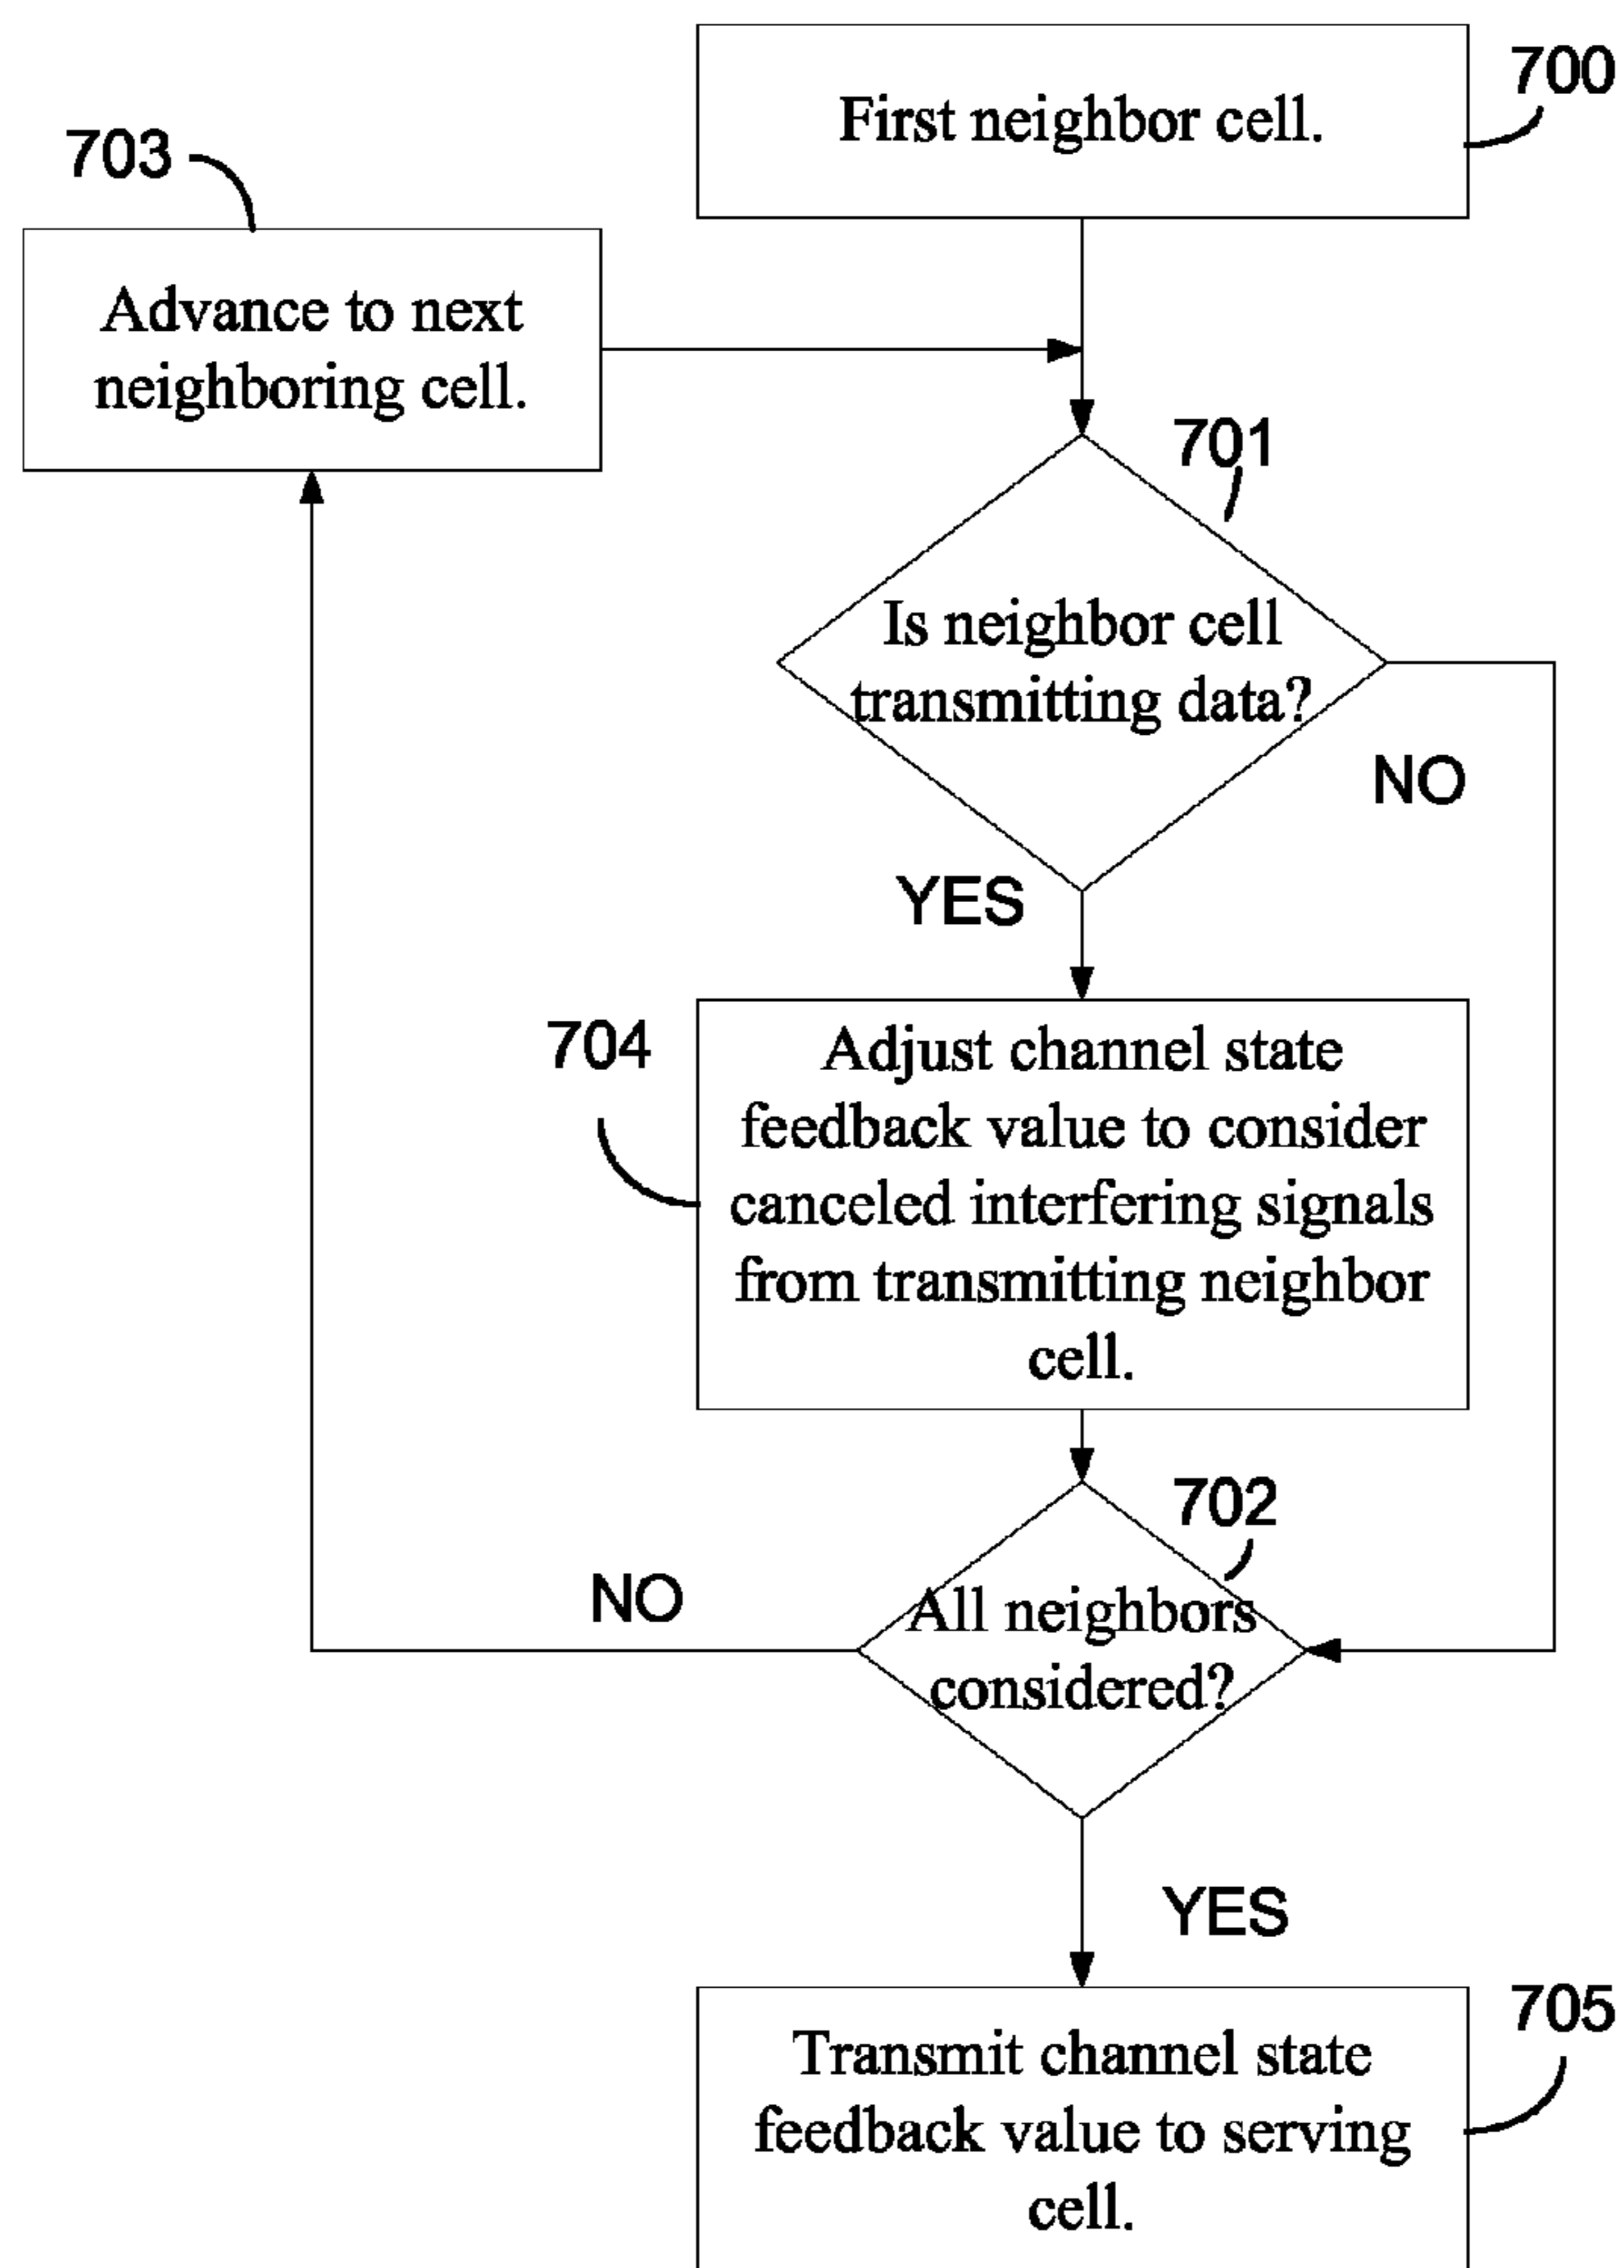 700
First neighbor cell.
703
Advance to next
neighboring cell.
701
Is neighbor cell
transmitting data?
NO
YES
704
Adjust channel state
feedback value to consider
canceled interfering signals
from transmitting neighbor
cell.
702
NO
All neighbors
considered?
YES
705
Transmit channel state
feedback value to serving
cell.